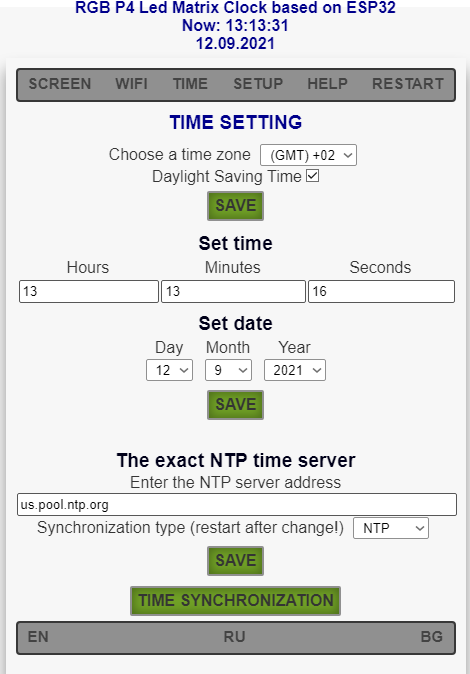 RGB P4 Led Matrix Clock based on ESP32
Now: 13:13:31
12.09.2021
SCREEN WIFI TIME SETUP HELP RESTART
TIME SETTING
Choose a time zone (GMT) +02
Daylight Saving Time
SAVE
Set time
Hours Minutes Seconds
13 13 16
Set date
Day Month Year
12 9 2021
SAVE
The exact NTP time server
Enter the NTP server address
us.pool.ntp.org
Synchronization type (restart after change!) NTP
SAVE
TIME SYNCHRONIZATION
EN RU BG